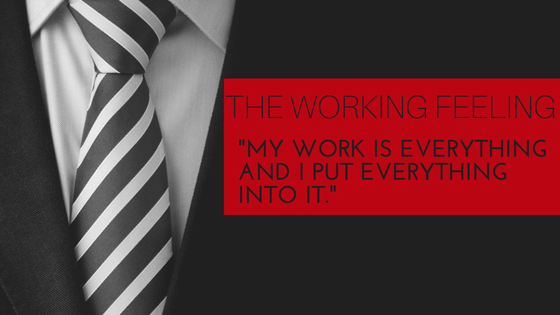 THE WORKING FEELING
"MY WORK IS EVERYTHING
AND I PUT EVERYTHING
INTO IT."